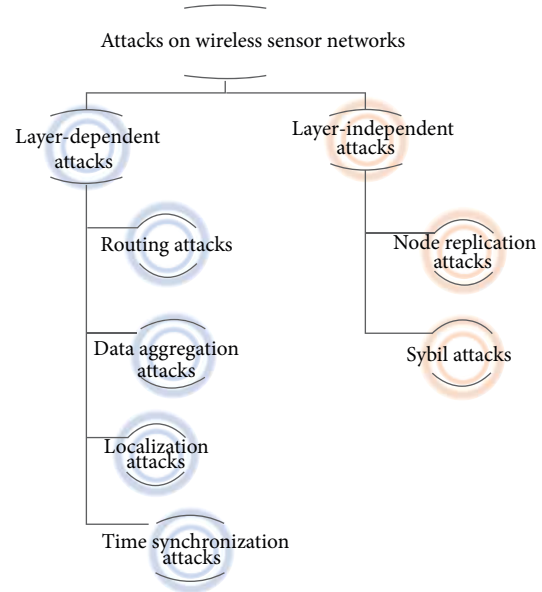 Attacks on wireless sensor networks
Layer-dependent
attacks
Layer-independent
attacks
Routing attacks
Node replication
attacks
Data aggregation
attacks
Sybil attacks
Localization
attacks
Time synchronization
attacks